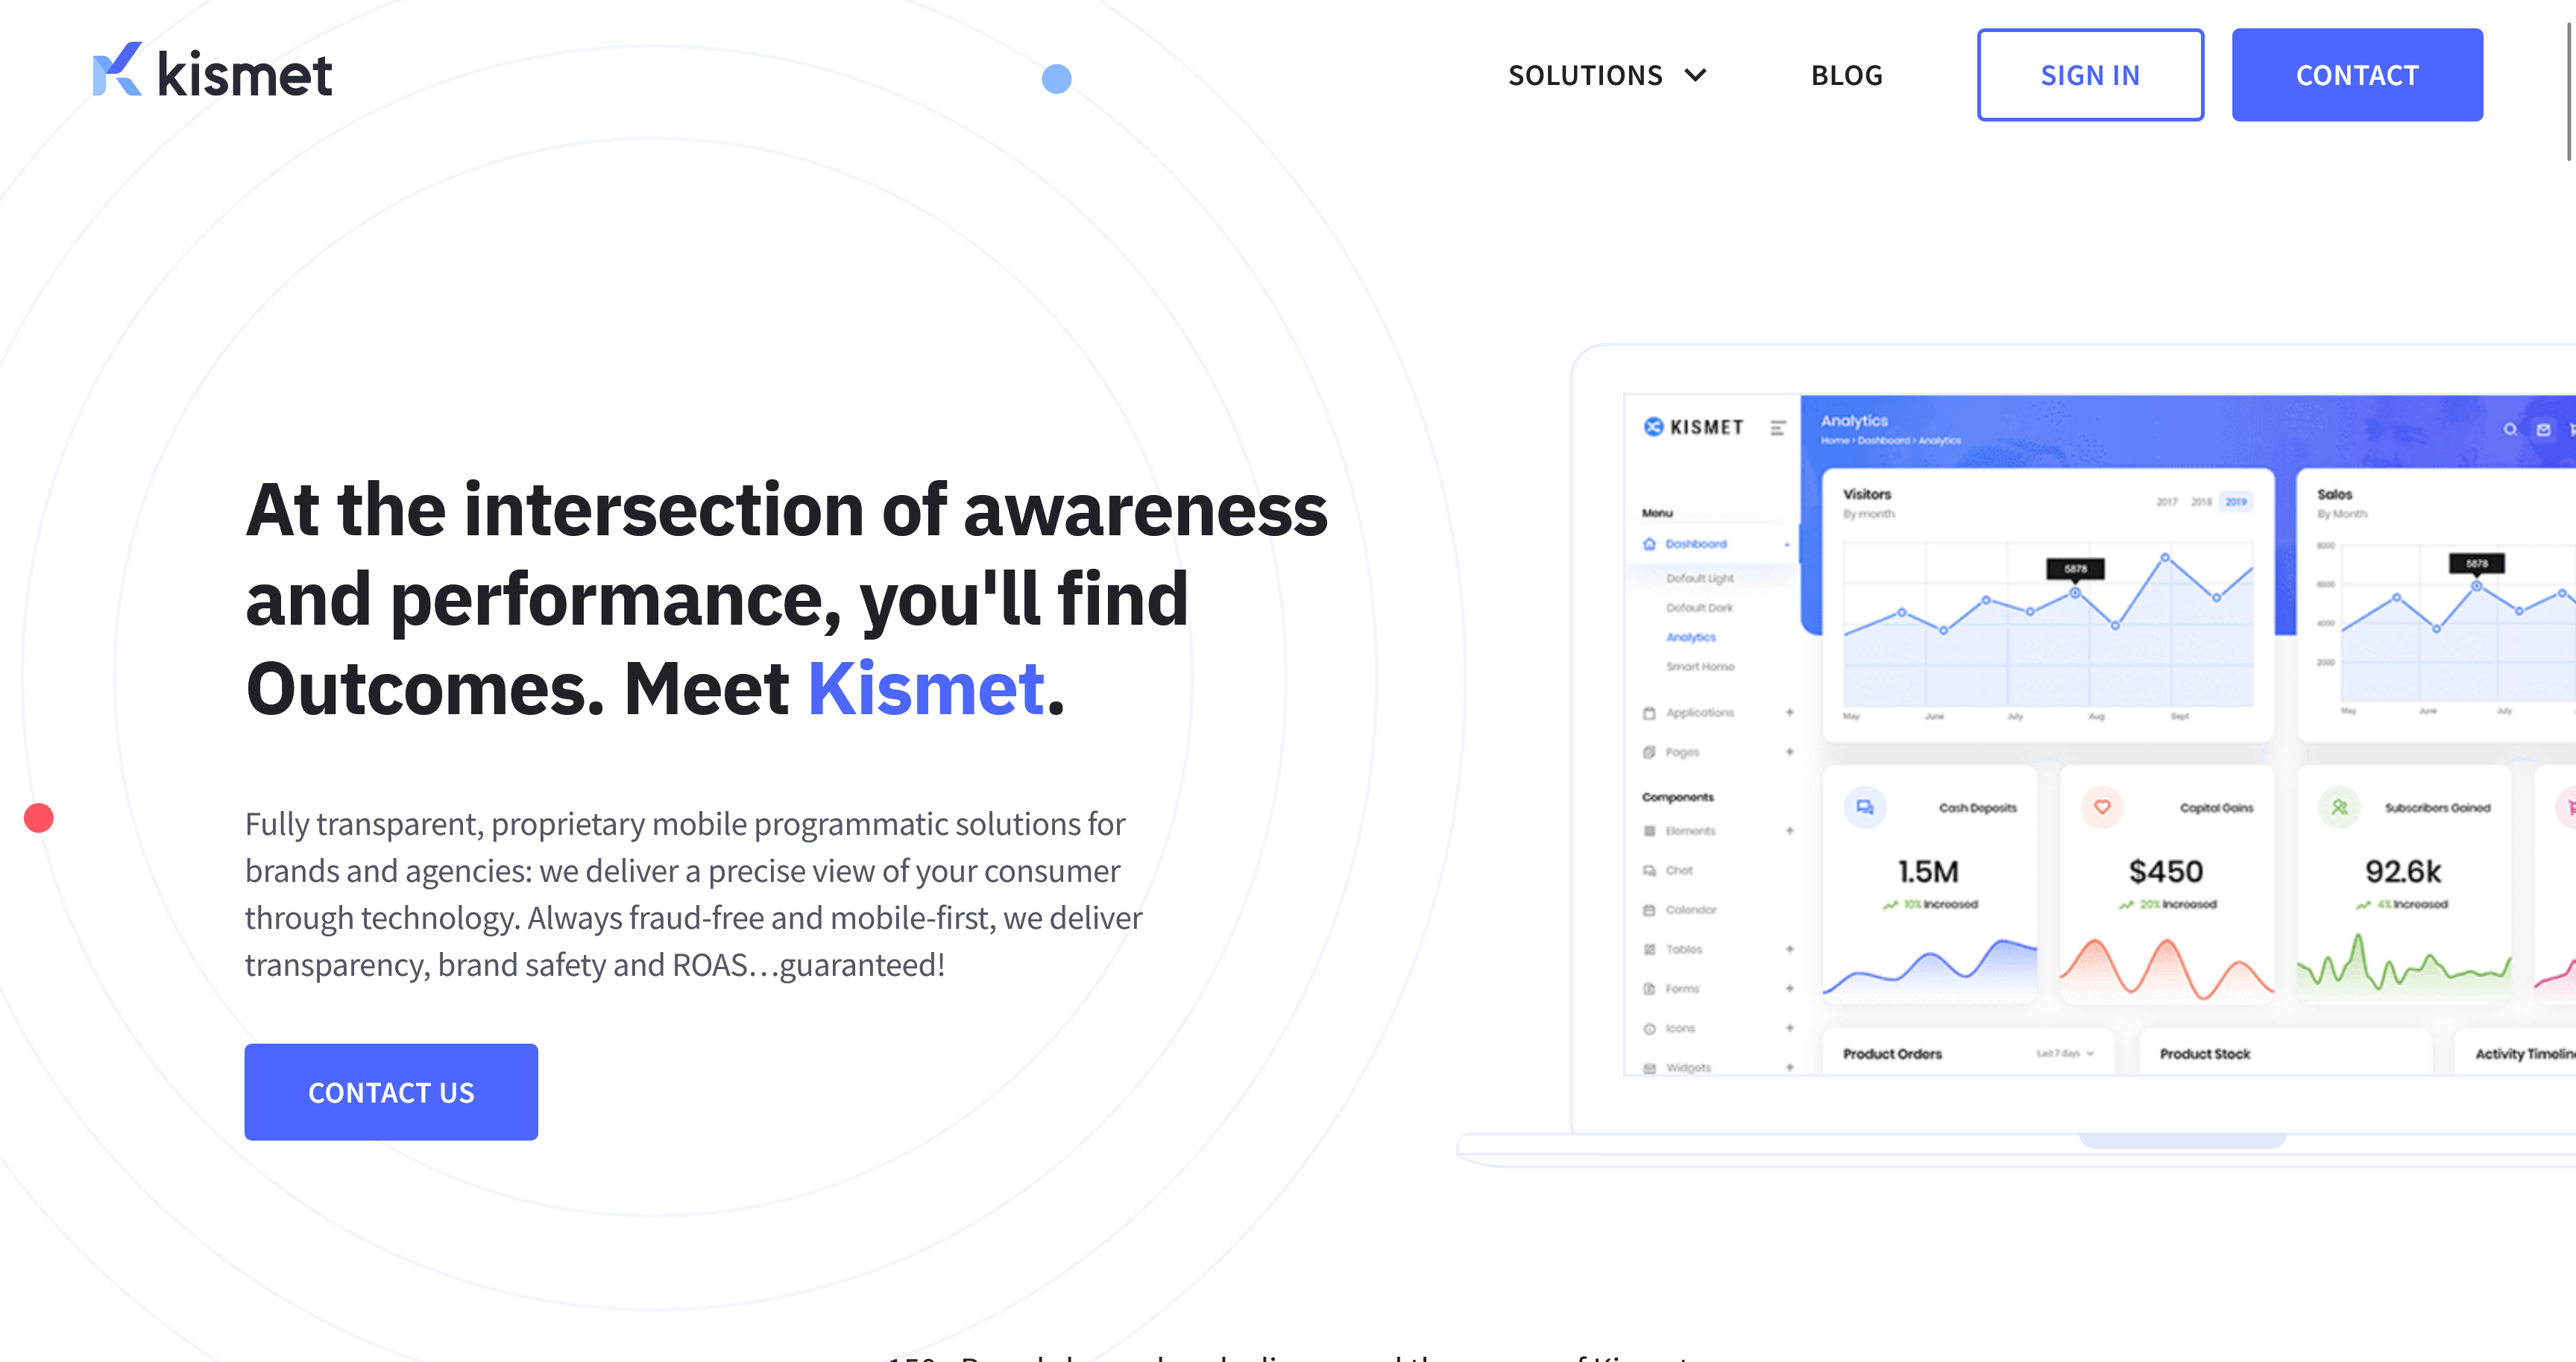 kismet
SOLUTIONS
BLOG
SIGN IN
CONTACT
At the intersection of awareness
and performance, you'll find
Outcomes. Meet Kismet.
Fully transparent, proprietary mobile programmatic solutions for
brands and agencies: we deliver a precise view of your consumer
through technology. Always fraud-free and mobile-first, we deliver
transparency, brand safety and ROAS...guaranteed!
CONTACT US
KISMET
Menu
Dashboard
Default Light
Default Dark
Analytics
Smart Home
Applications
Pages
Components
Elements
Chat
Calendar
Tables
Forms
Icons
Widgets
Analytics
Home > Dashboard > Analytics
Visitors
By month
2017 2018 2019
5878
May June July Aug Sept
Sales
By Month
8000
6000
4000
2000
5878
May June July
Cash Deposits
1.5M
10% Increased
Capital Gains
$450
20% Increased
Subscribers Gained
92.6k
4% Increased
Product Orders
Last 7 days
Product Stock
Activity Timeline